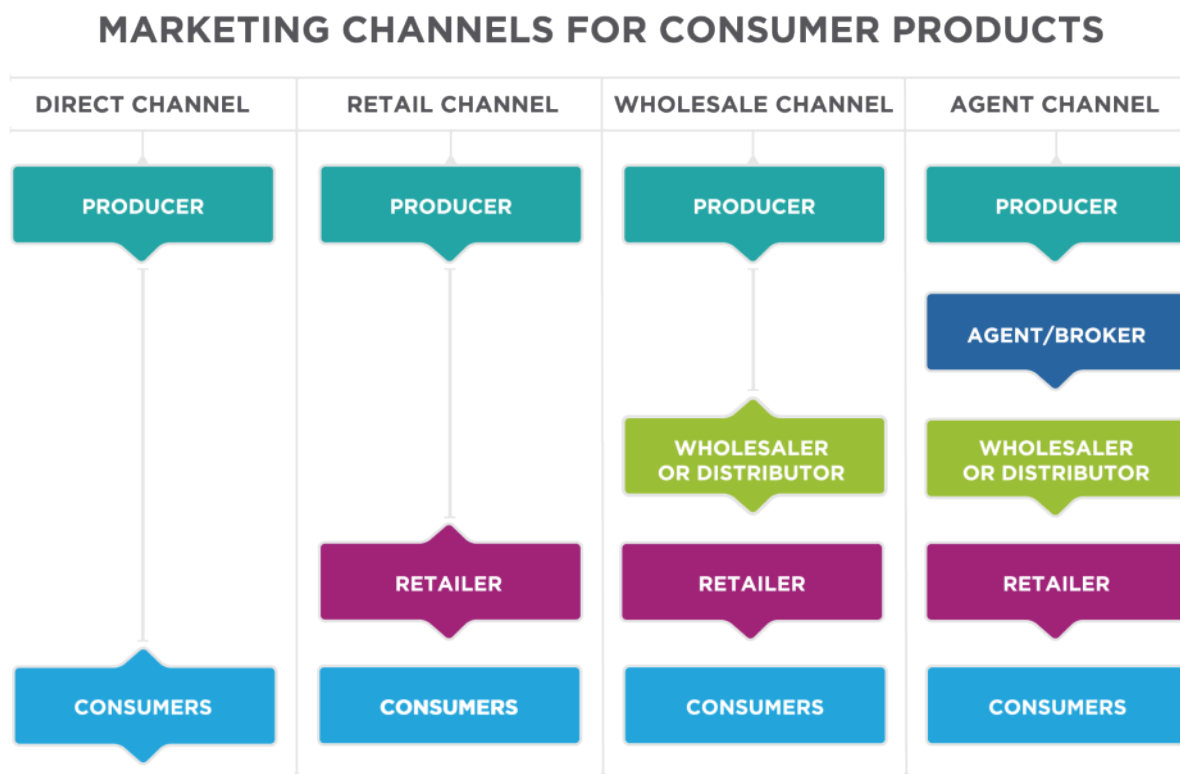 MARKETING CHANNELS FOR CONSUMER PRODUCTS
DIRECT CHANNEL
RETAIL CHANNEL
WHOLESALE CHANNEL
AGENT CHANNEL
PRODUCER
PRODUCER
PRODUCER
PRODUCER
AGENT/BROKER
WHOLESALER
OR DISTRIBUTOR
WHOLESALER
OR DISTRIBUTOR
RETAILER
RETAILER
RETAILER
CONSUMERS
CONSUMERS
CONSUMERS
CONSUMERS